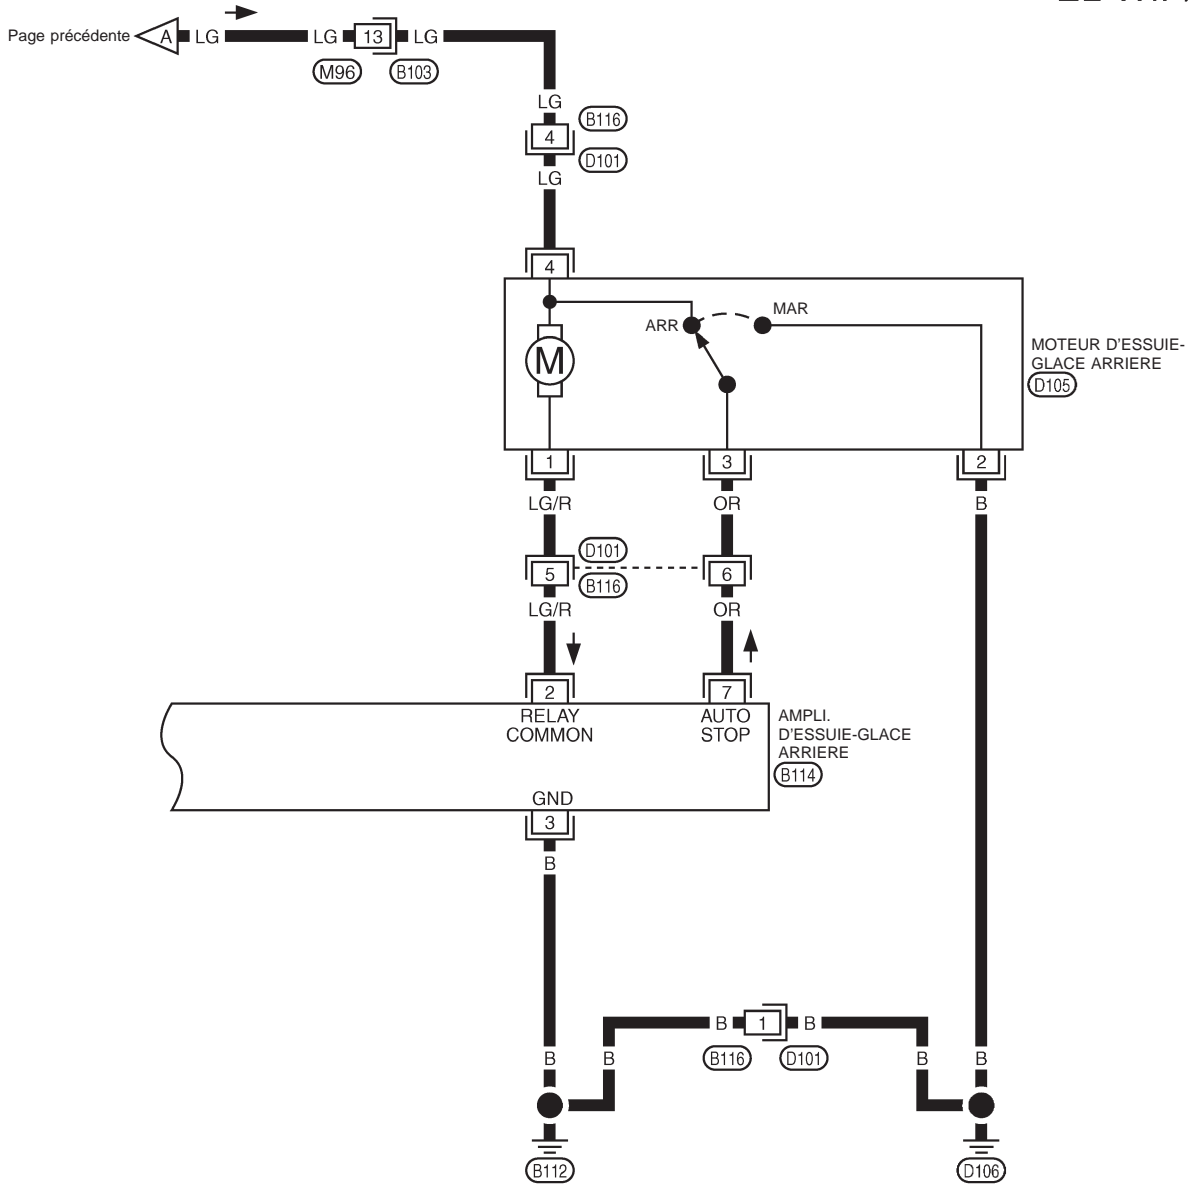 Page précédente
A
LG
LG
13
LG
M96
B103
LG
B116
4
D101
LG
4
MAR
ARR
M
MOTEUR D'ESSUIE-
GLACE ARRIERE
D105
1
3
2
LG/R
OR
B
D101
5
6
B116
LG/R
OR
2
7
RELAY
COMMON
AUTO
STOP
AMPLI.
D'ESSUIE-GLACE
ARRIERE
B114
GND
3
B
B
1
B
B116
D101
B
B
B
B
B112
D106